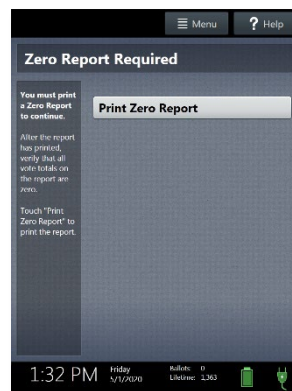 Menu
? Help
Zero Report Required
You must print
a Zero Report
to continue.
After the report
has printed,
verify that all
vote totals on
the report are
zero.
Touch "Print
Zero Report" to
print the report.
Print Zero Report
1:32 PM
Friday
5/1/2020
Ballots: 0
Lifetime: 1,363